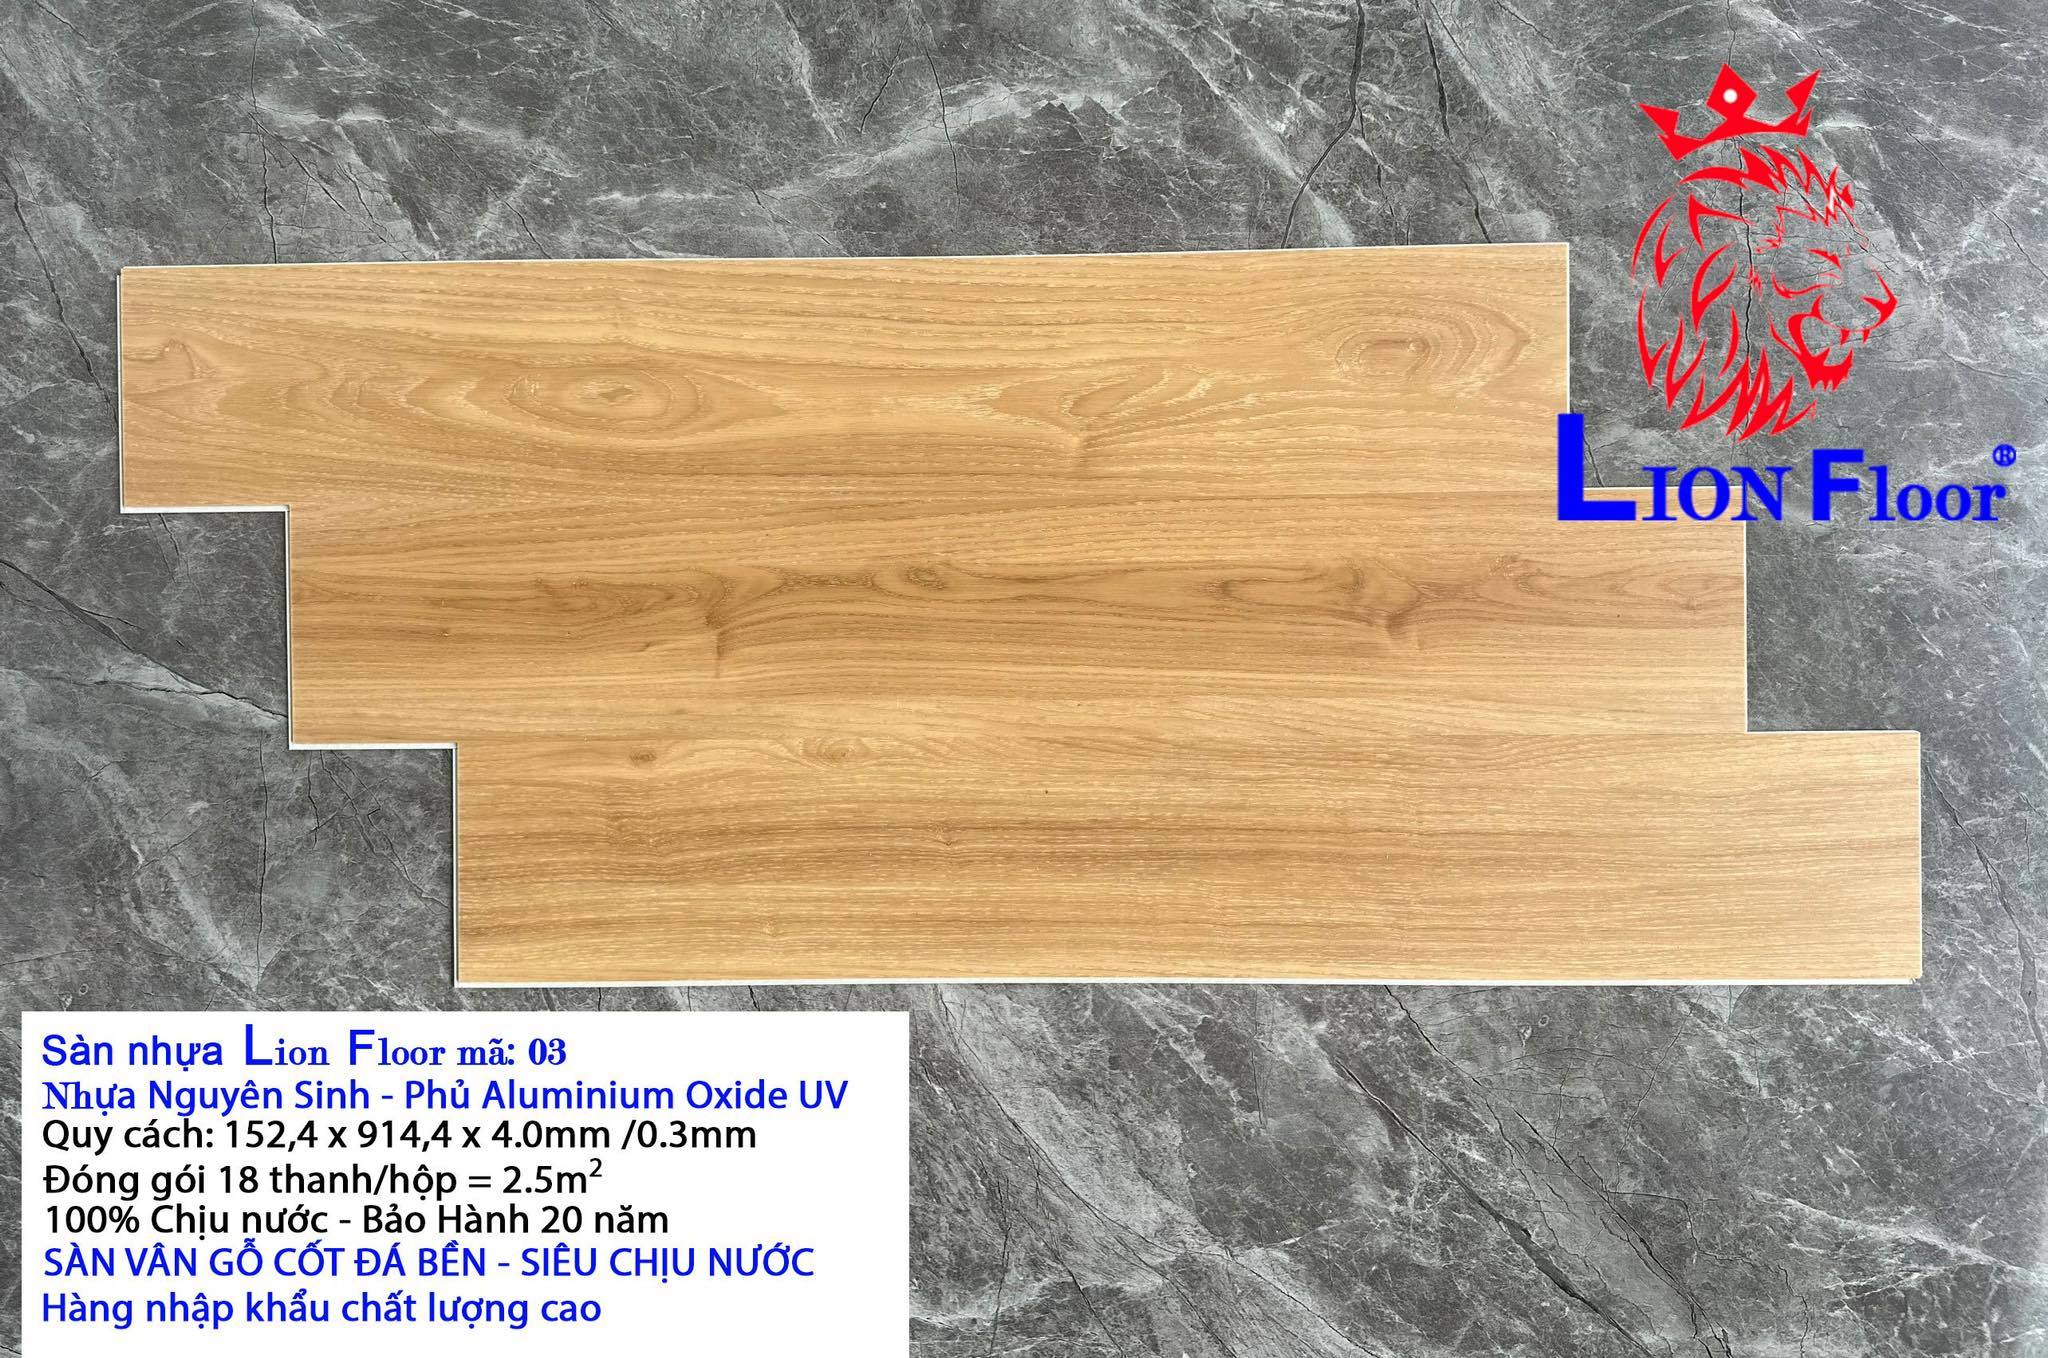 LION FLOOR®
Sàn nhựa Lion Floor mã: 03
Nhựa Nguyên Sinh - Phủ Aluminium Oxide UV
Quy cách: 152,4 x 914,4 x 4.0mm /0.3mm
Đóng gói 18 thanh/hộp = 2.5m²
100% Chịu nước - Bảo Hành 20 năm
SÀN VÂN GỖ CỐT ĐÁ BỀN - SIÊU CHỊU NƯỚC
Hàng nhập khẩu chất lượng cao